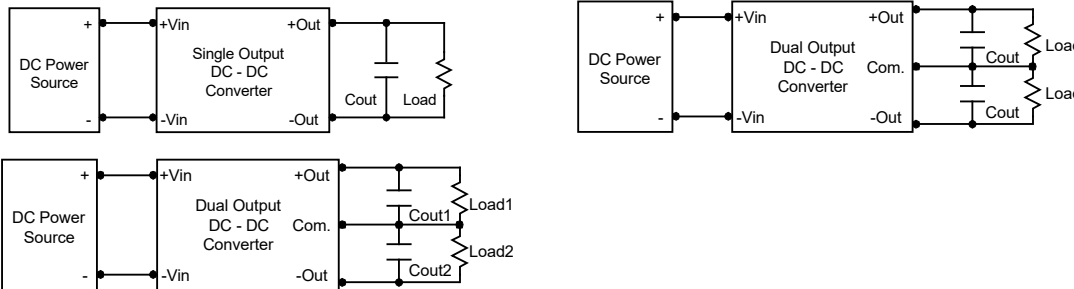 +
+Vin
+Out
DC Power
Source
Single Output
DC - DC
Converter
Cout
Load
-
-Vin
-Out
+
+Vin
+Out
DC Power
Source
Dual Output
DC - DC
Converter
Com.
Cout
Load
Load
Cout
-
-Vin
-Out
+
+Vin
+Out
DC Power
Source
Dual Output
DC - DC
Converter
Com.
Cout1
Load1
Load2
Cout2
-
-Vin
-Out